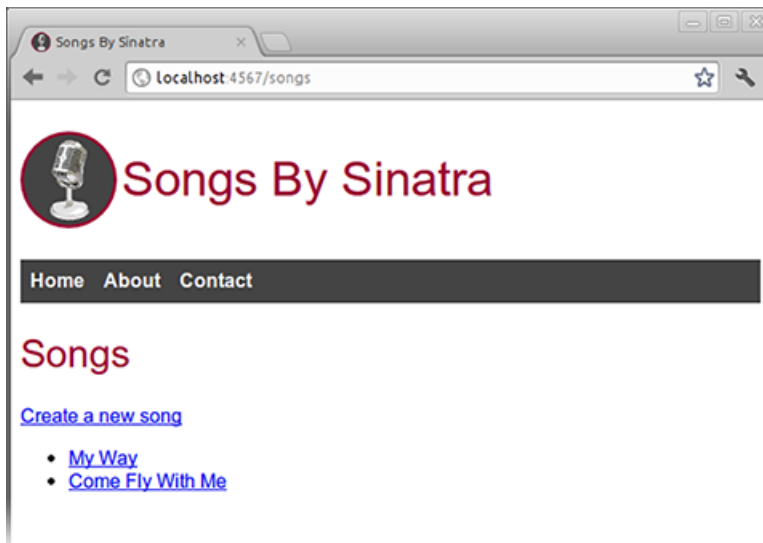 Songs By Sinatra
localhost:4567/songs
Songs By Sinatra
Home About Contact
Songs
Create a new song
My Way
Come Fly With Me